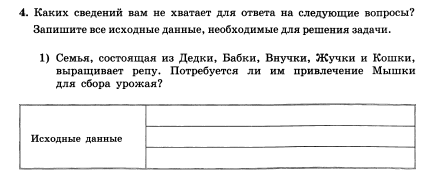 4. Каких сведений вам не хватает для ответа на следующие вопросы?
Запишите все исходные данные, необходимые для решения задачи.
1) Семья, состоящая из Дедки, Бабки, Внучки, Жучки и Кошки,
выращивает репу. Потребуется ли им привлечение Мышки
для сбора урожая?
Исходные данные